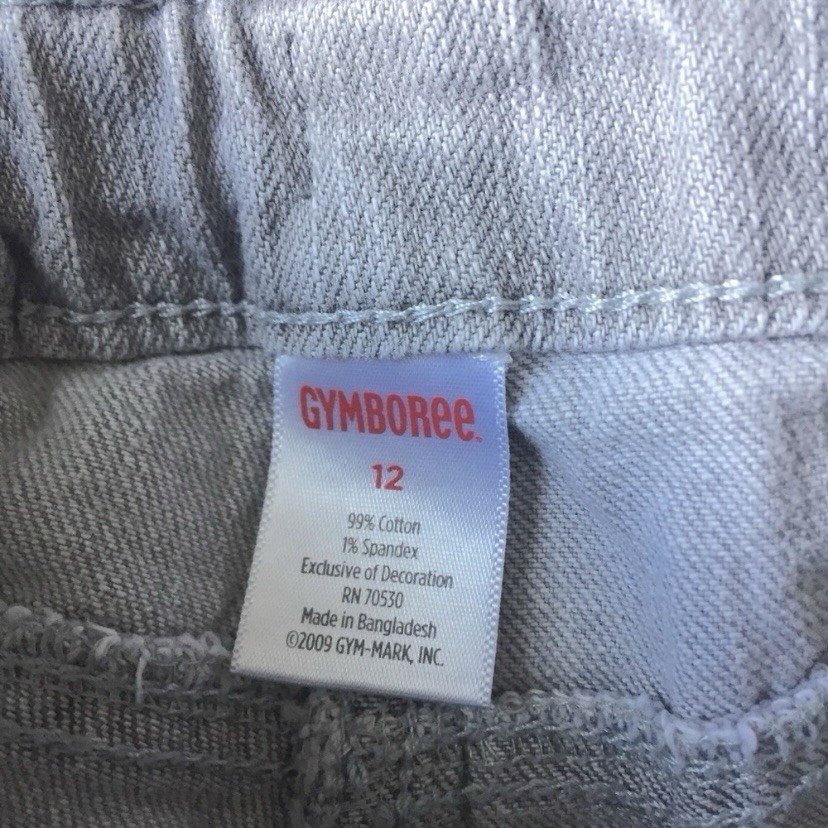 GYMBORee
12
99% Cotton
1% Spandex
Exclusive of Decoration
RN 70530
Made in Bangladesh
©2009 GYM-MARK, INC.